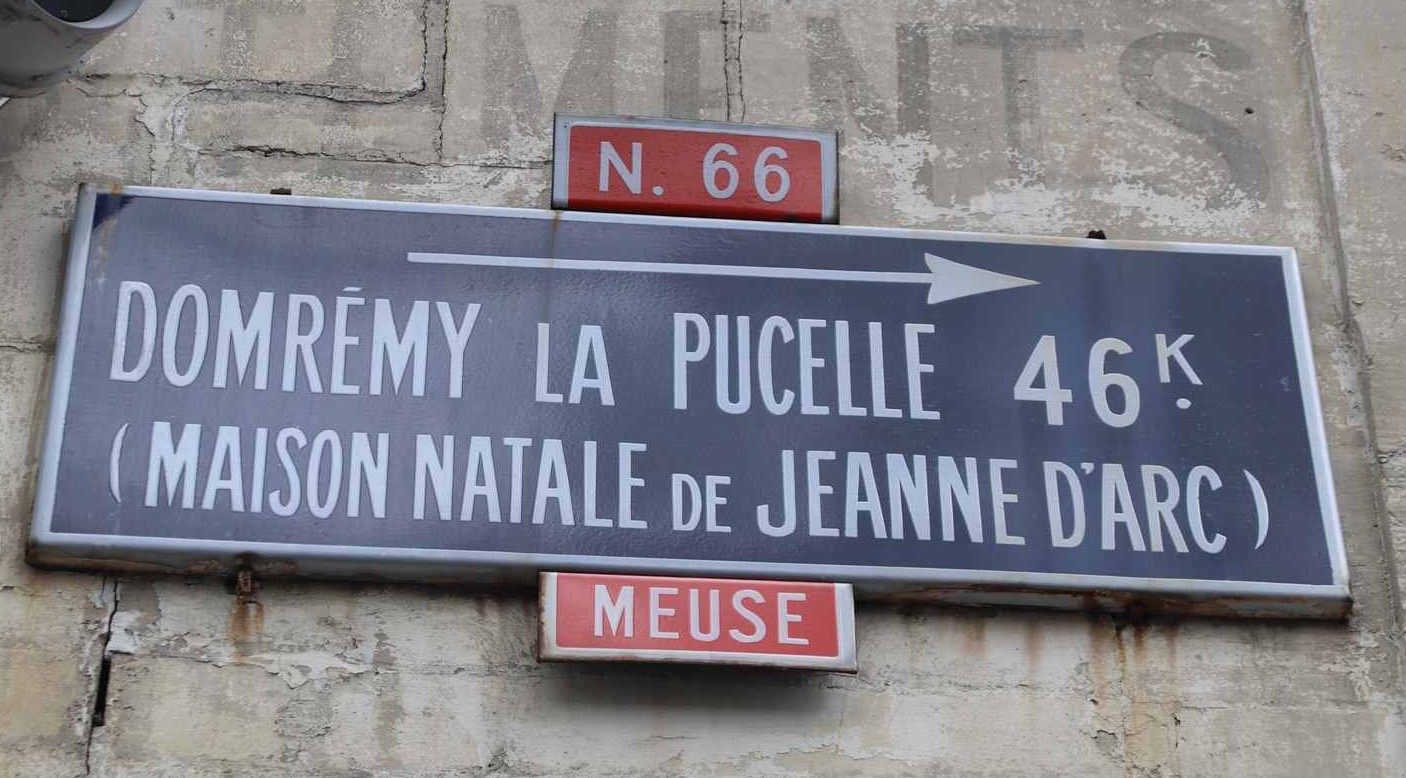 N. 66
DOMRÉMY LA PUCELLE 46K.
(MAISON NATALE DE JEANNE D'ARC)
MEUSE